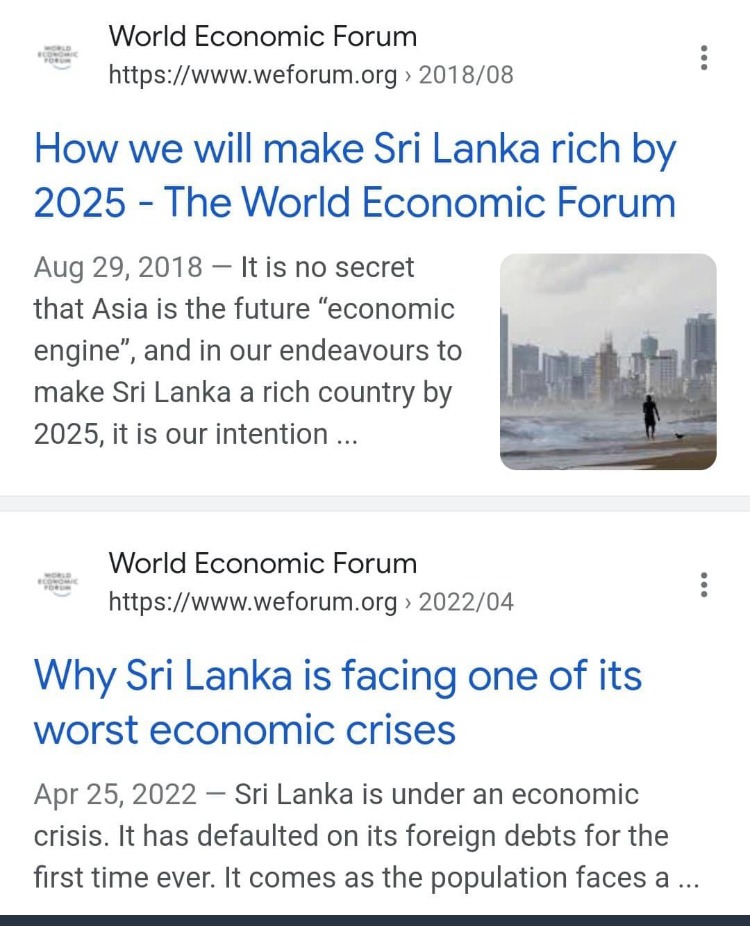 WORLD
ECONOMIC
FORUM
World Economic Forum
https://www.weforum.org › 2018/08
How we will make Sri Lanka rich by
2025 - The World Economic Forum
Aug 29, 2018 — It is no secret
that Asia is the future “economic
engine”, and in our endeavours to
make Sri Lanka a rich country by
2025, it is our intention ...
WORLD
ECONOMIC
FORUM
World Economic Forum
https://www.weforum.org › 2022/04
Why Sri Lanka is facing one of its
worst economic crises
Apr 25, 2022 — Sri Lanka is under an economic
crisis. It has defaulted on its foreign debts for the
first time ever. It comes as the population faces a ...